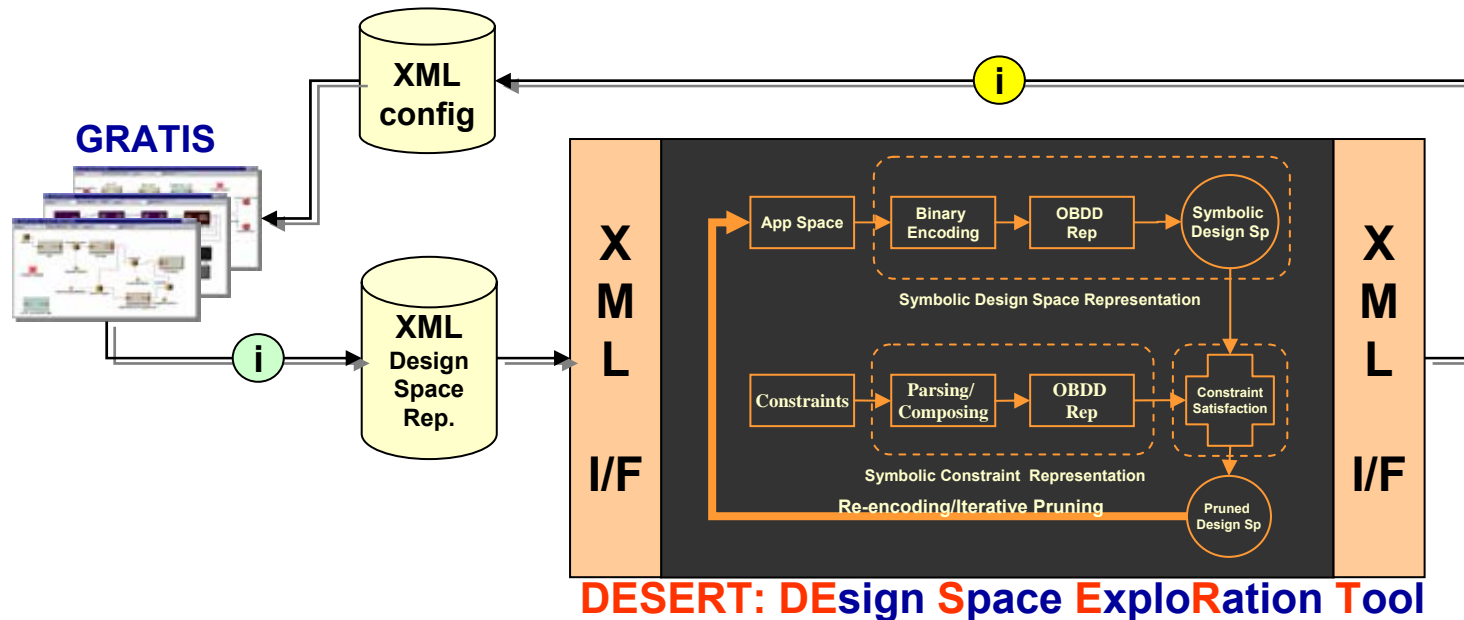 XML
config
i
GRATIS
XML
Design
Space
Rep.
i
X
M
L
I/F
App Space
Binary
Encoding
OBDD
Rep
Symbolic
Design Sp
Symbolic Design Space Representation
Constraints
Parsing/
Composing
OBDD
Rep
Constraint
Satisfaction
Symbolic Constraint Representation
Re-encoding/Iterative Pruning
Pruned
Design Sp
X
M
L
I/F
DESERT: DEsign Space ExploRation Tool